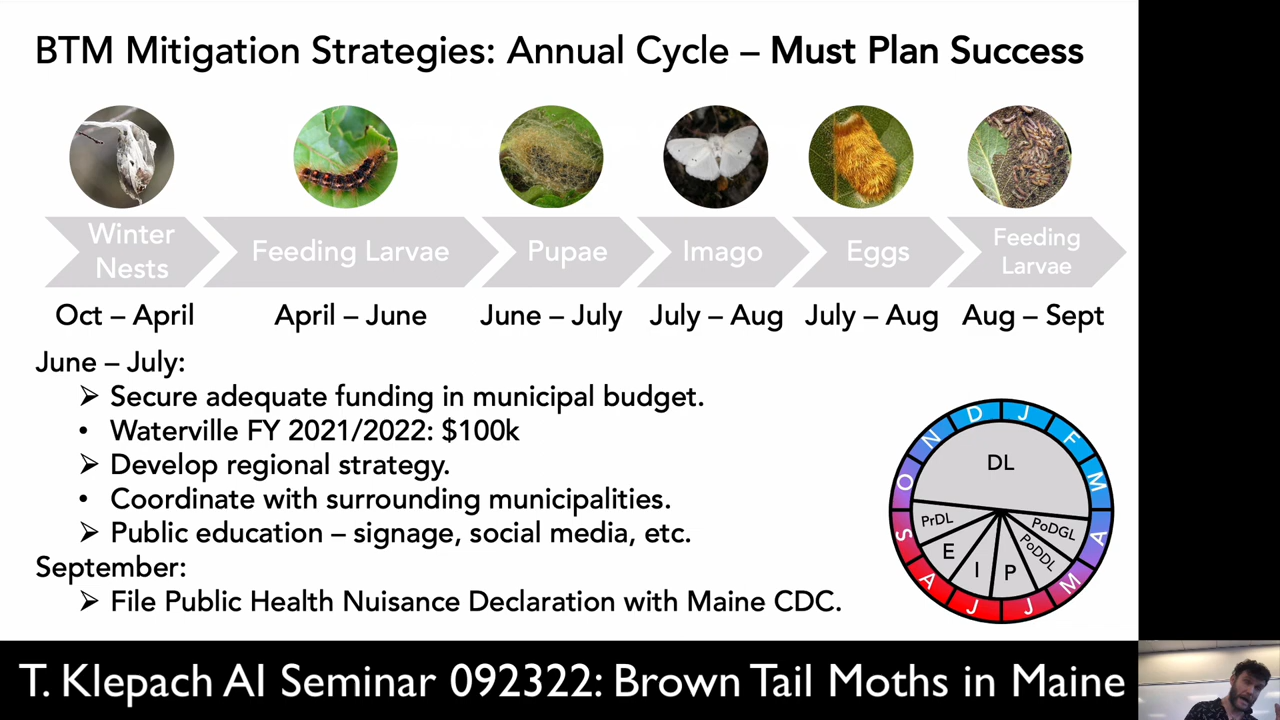 BTM Mitigation Strategies: Annual Cycle – Must Plan Success
Winter
Nests
Feeding Larvae
Pupae
Imago
Eggs
Feeding
Larvae
Oct – April
April – June
June – July
July – Aug
July – Aug
Aug – Sept
June – July:
➢ Secure adequate funding in municipal budget.
• Waterville FY 2021/2022: $100k
➢ Develop regional strategy.
• Coordinate with surrounding municipalities.
➢ Public education – signage, social media, etc.
September:
➢ File Public Health Nuisance Declaration with Maine CDC.
J
F
M
A
M
J
J
A
S
O
N
D
DL
PoDGL
PoDDL
P
I
E
PrDL
T. Klepach AI Seminar 092322: Brown Tail Moths in Maine